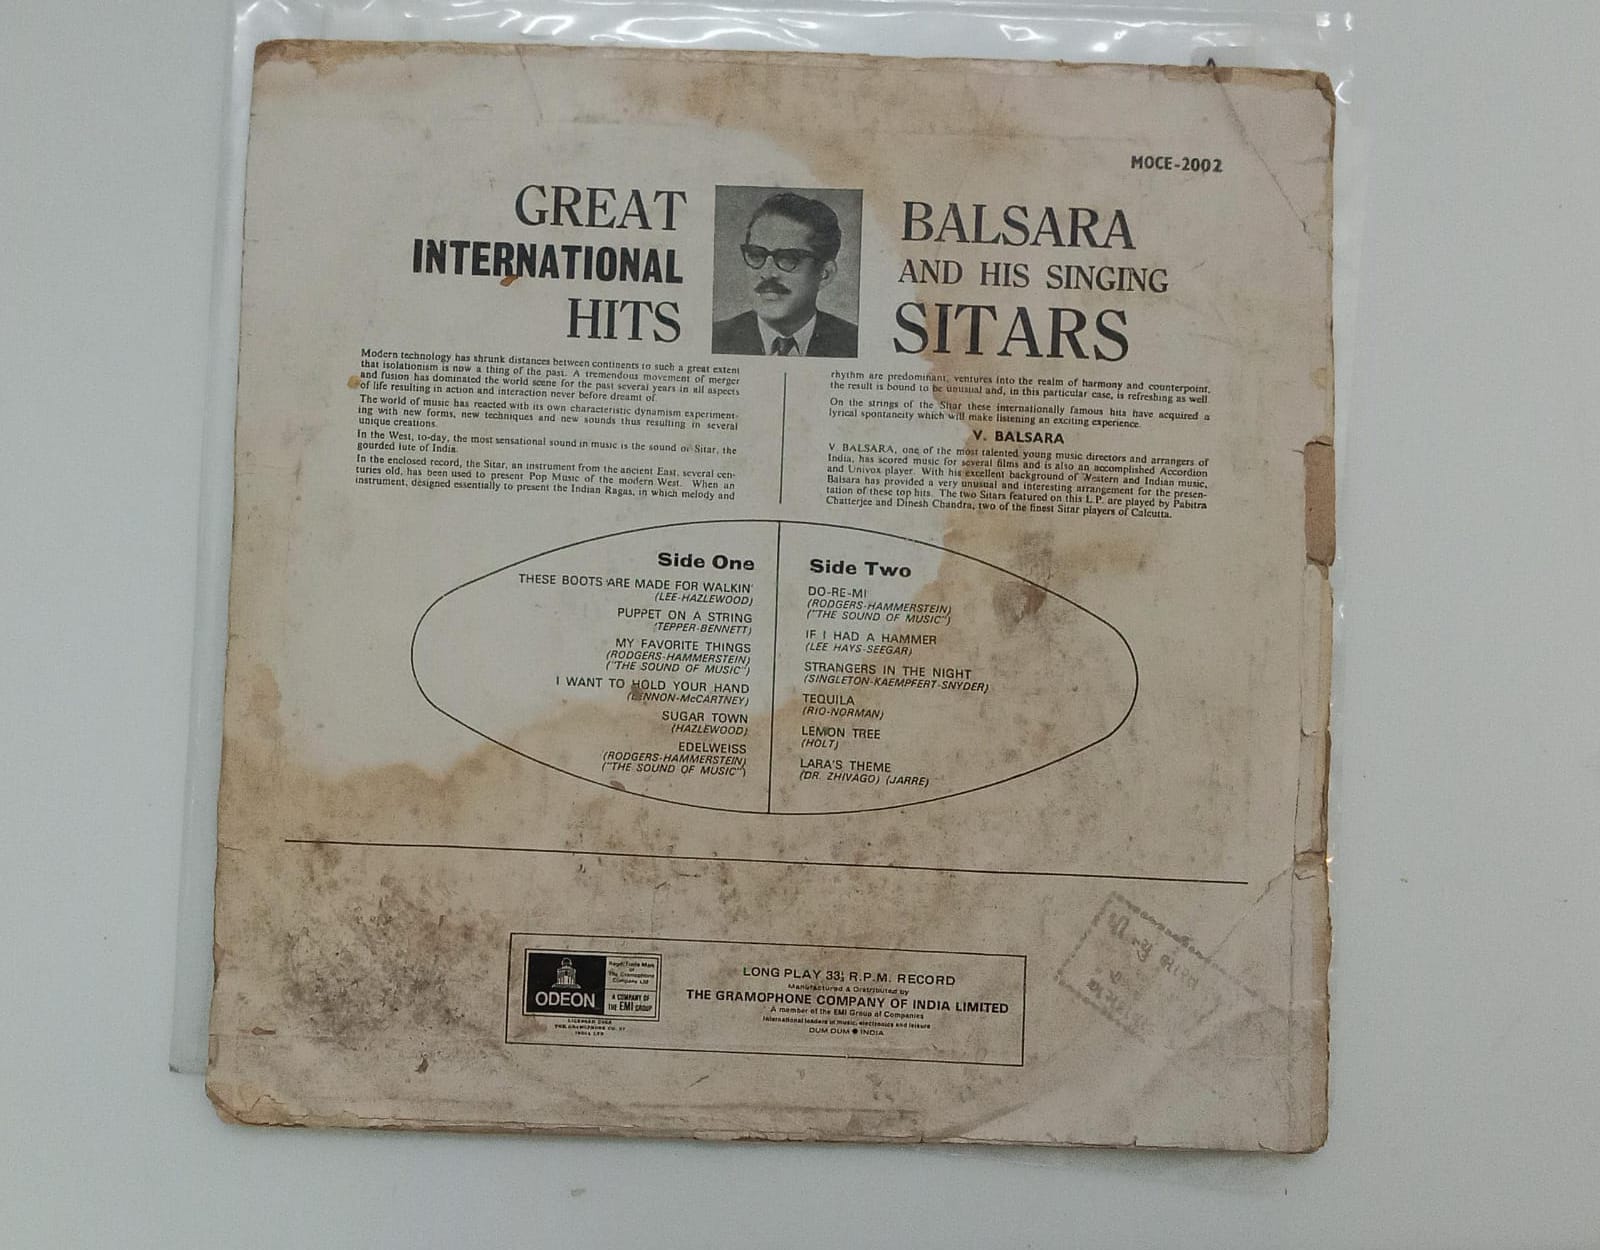 MOCE-2002
GREAT
INTERNATIONAL
HITS
BALSARA
AND HIS SINGING
SITARS
Modern technology has shrunk distances between continents to such a great extent
that isolationism is now a thing of the past. A tremendous movement of merger
and fusion has dominated the world scene for the past several years in all aspects
of life resulting in action and interaction never before dreamt of.
The world of music has reacted with its own characteristic dynamism experiment-
ing with new forms, new techniques and new sounds thus resulting in several
unique creations.
In the West, to-day, the most sensational sound in music is the sound of Sitar, the
gourded lute of India.
In the enclosed record, the Sitar, an instrument from the ancient East, several cen-
turies old, has been used to present Pop Music of the modern West. When an
instrument, designed essentially to present the Indian Ragas, in which melody and
rhythm are predominant, ventures into the realm of harmony and counterpoint,
the result is bound to be unusual and, in this particular case, is refreshing as well.
On the strings of the Sitar these internationally famous hits have acquired a
lyrical spontaneity which will make listening an exciting experience.
V. BALSARA
V. BALSARA, one of the most talented young music directors and arrangers of
India, has scored music for several films and is also an accomplished Accordion
and Univox player. With his excellent background of Western and Indian music,
Balsara has provided a very unusual and interesting arrangement for the presen-
tation of these top hits. The two Sitars featured on this L.P. are played by Pabitra
Chatterjee and Dinesh Chandra, two of the finest Sitar players of Calcutta.
Side One
THESE BOOTS ARE MADE FOR WALKIN'
(LEE-HAZLEWOOD)
PUPPET ON A STRING
(TEPPER-BENNETT)
MY FAVORITE THINGS
(RODGERS-HAMMERSTEIN)
("THE SOUND OF MUSIC")
I WANT TO HOLD YOUR HAND
(LENNON-McCARTNEY)
SUGAR TOWN
(HAZLEWOOD)
EDELWEISS
(RODGERS-HAMMERSTEIN)
("THE SOUND OF MUSIC")
Side Two
DO-RE-MI
(RODGERS-HAMMERSTEIN)
("THE SOUND OF MUSIC")
IF I HAD A HAMMER
(LEE HAYS-SEEGAR)
STRANGERS IN THE NIGHT
(SINGLETON-KAEMPFERT-SNYDER)
TEQUILA
(RIO-NORMAN)
LEMON TREE
(HOLT)
LARA'S THEME
(DR. ZHIVAGO) (JARRE)
ODEON
Regd. Trade Mark
of
The Gramophone
Company Ltd
A COMPANY OF
THE EMI GROUP
LONG PLAY 33⅓ R.P.M. RECORD
Manufactured & Distributed by
THE GRAMOPHONE COMPANY OF INDIA LIMITED
A member of the EMI Group of Companies
International leaders in music, electronics and leisure
DUM DUM ● INDIA